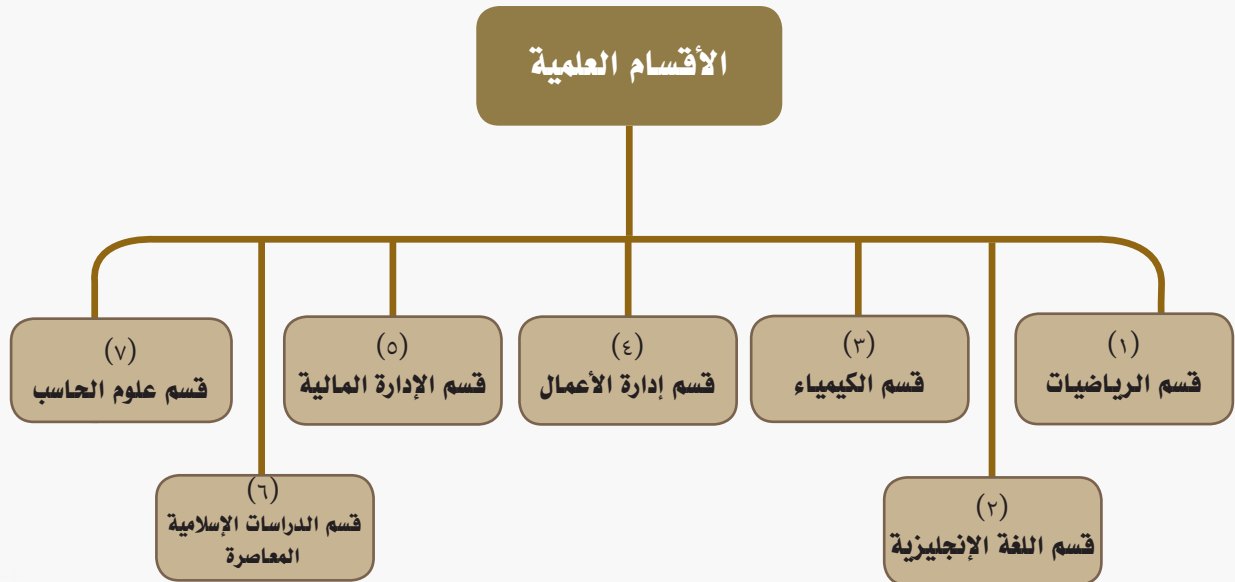 الأقسام العلمية
(١)
قسم الرياضيات
(٢)
قسم اللغة الإنجليزية
(٣)
قسم الكيمياء
(٤)
قسم إدارة الأعمال
(٥)
قسم الإدارة المالية
(٦)
قسم الدراسات الإسلامية
المعاصرة
(٧)
قسم علوم الحاسب